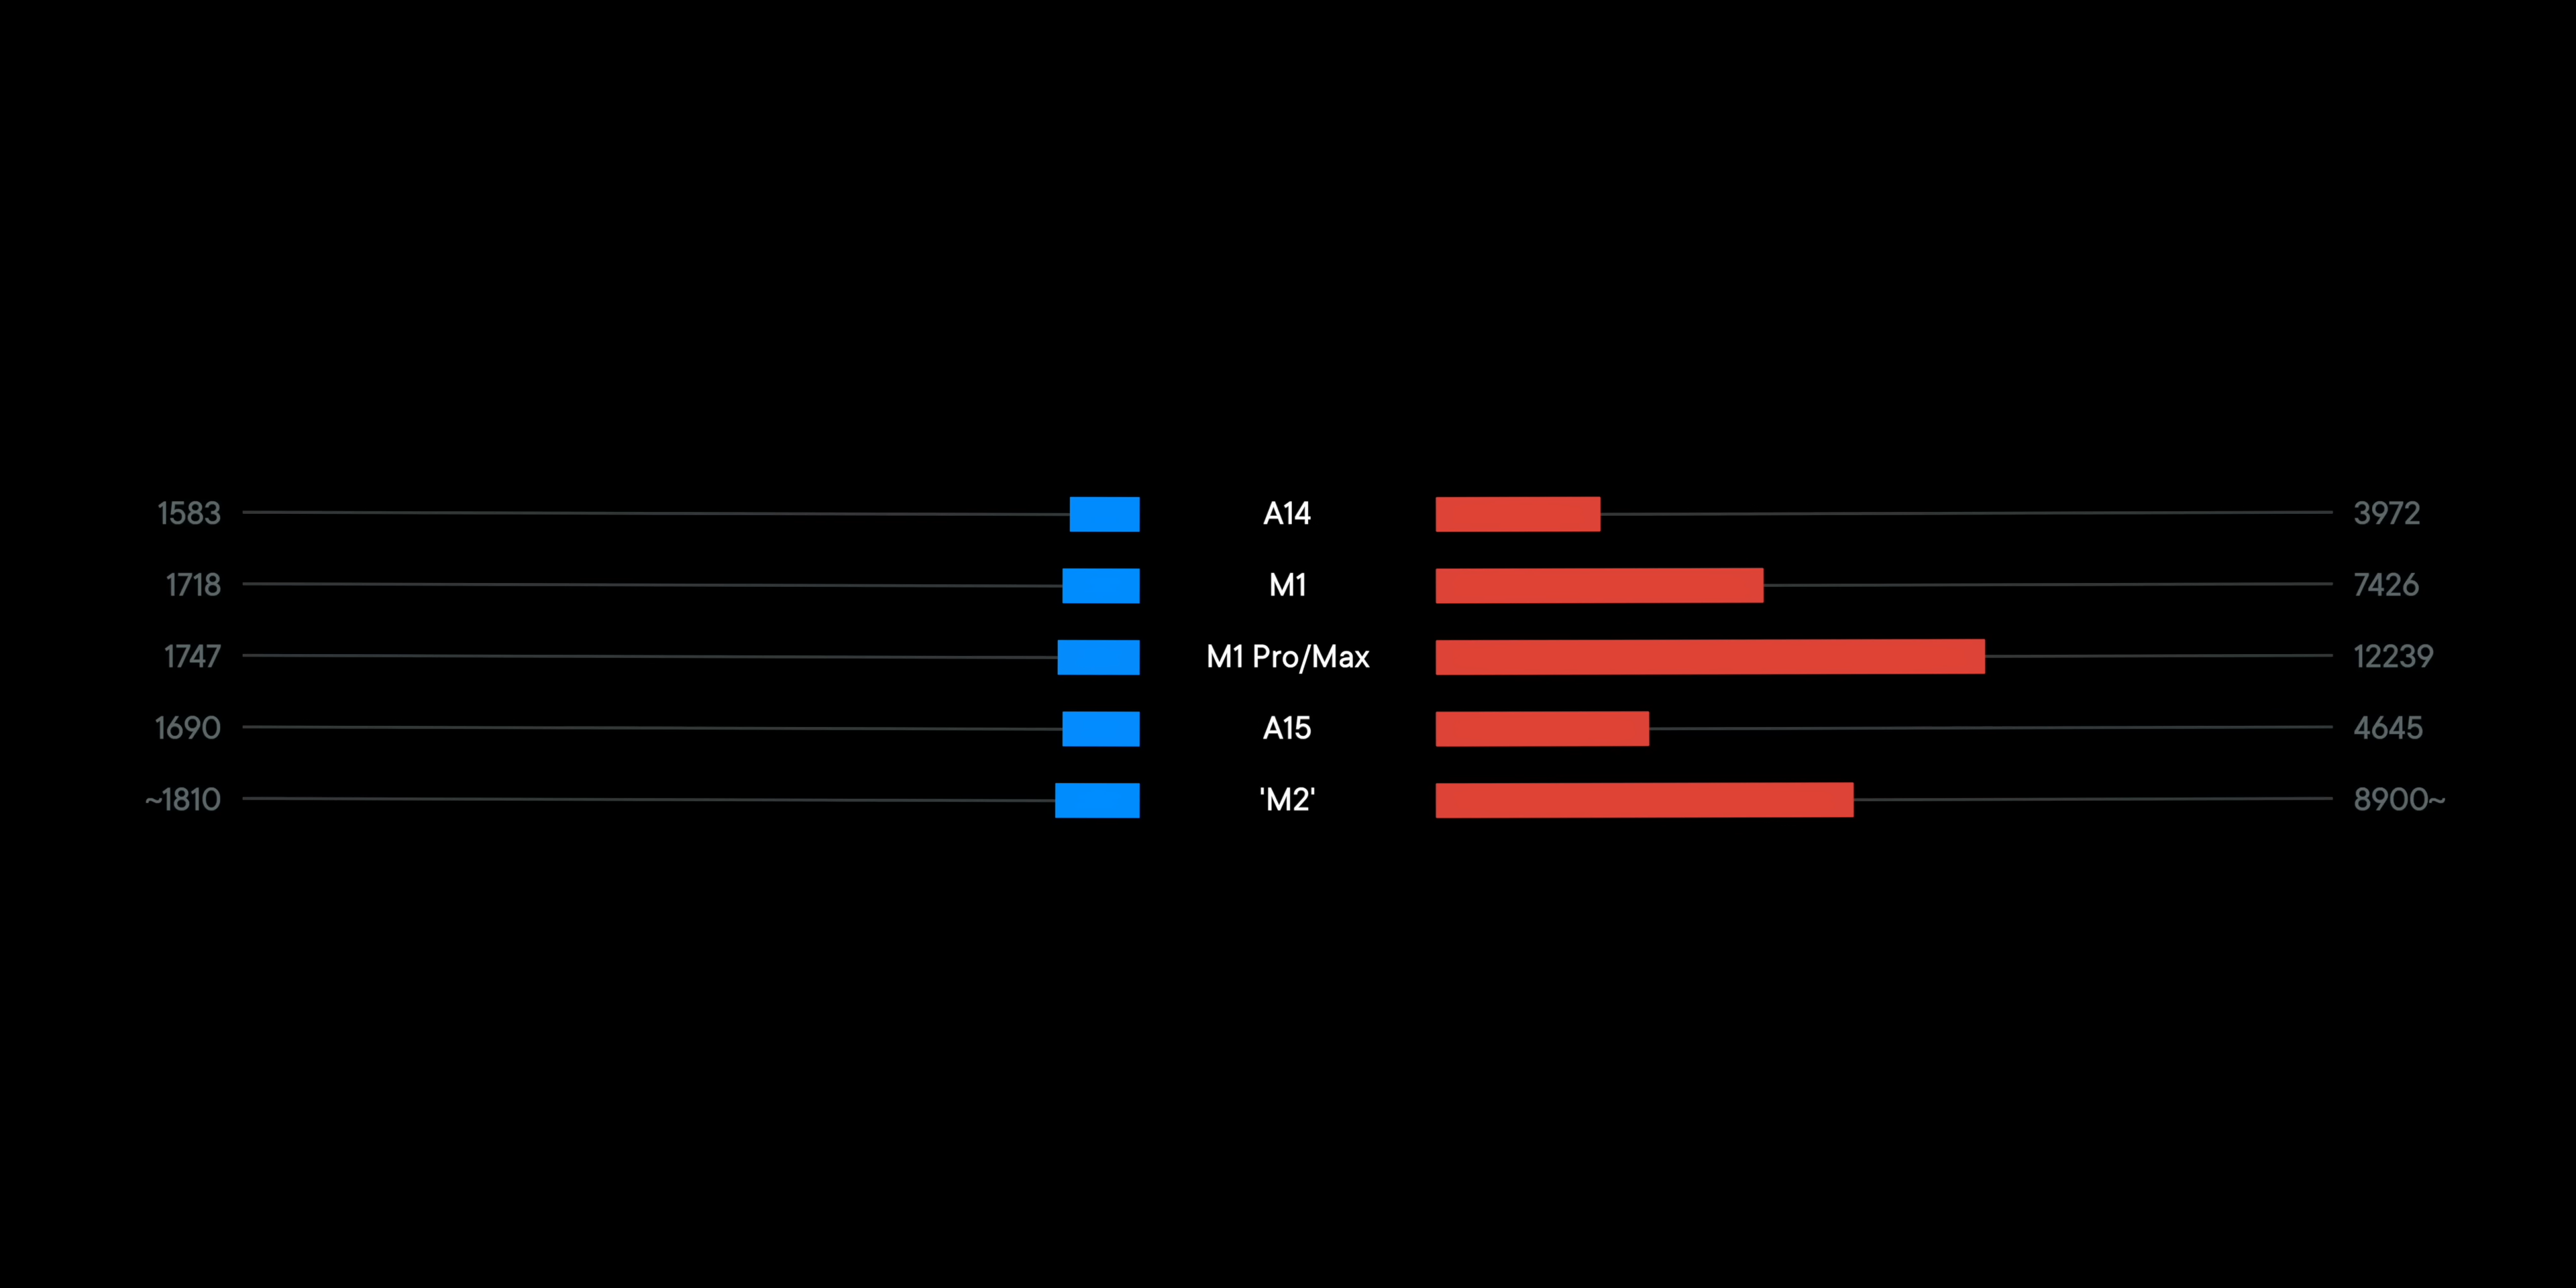 1583 A14 3972
1718 M1 7426
1747 M1 Pro/Max 12239
1690 A15 4645
~1810 'M2' 8900~